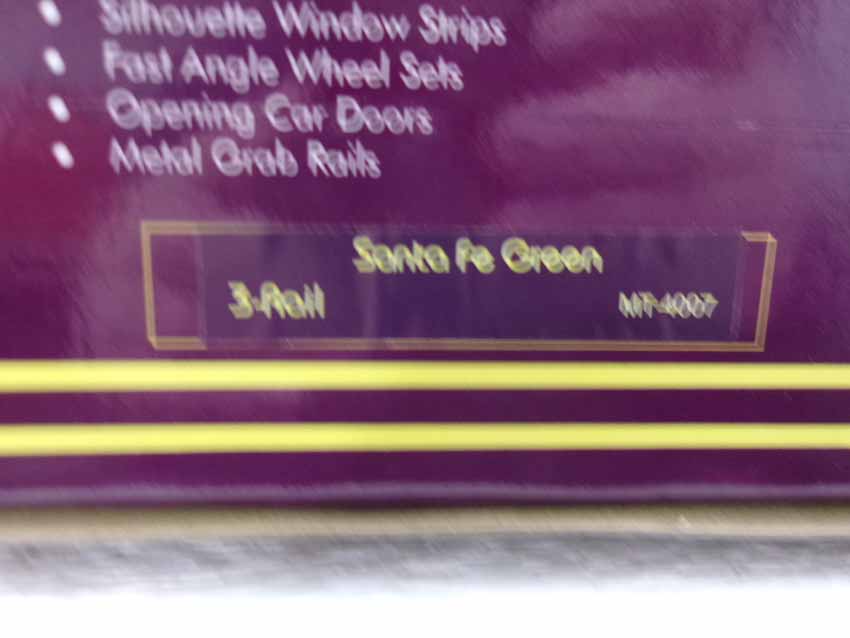 • Silhouette Window Strips
• Fast Angle Wheel Sets
• Opening Car Doors
• Metal Grab Rails
Santa Fe Green
3-Rail MT-4007